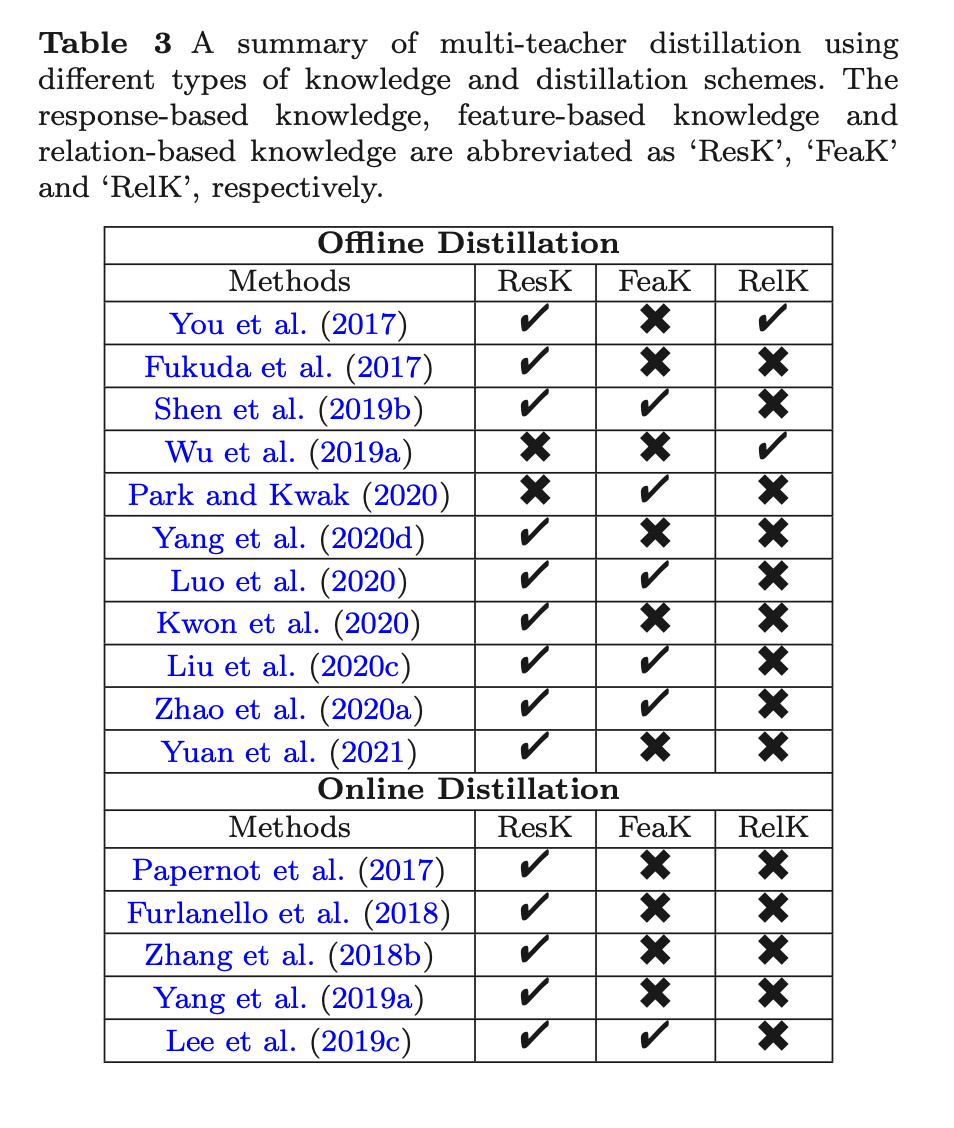 Table 3 A summary of multi-teacher distillation using
different types of knowledge and distillation schemes. The
response-based knowledge, feature-based knowledge and
relation-based knowledge are abbreviated as ‘ResK’, ‘FeaK’
and ‘RelK’, respectively.
Offline Distillation
Methods ResK FeaK RelK
You et al. (2017) ✓ ✖ ✓
Fukuda et al. (2017) ✓ ✖ ✖
Shen et al. (2019b) ✓ ✓ ✖
Wu et al. (2019a) ✖ ✖ ✓
Park and Kwak (2020) ✖ ✓ ✖
Yang et al. (2020d) ✓ ✖ ✖
Luo et al. (2020) ✓ ✓ ✖
Kwon et al. (2020) ✓ ✖ ✖
Liu et al. (2020c) ✓ ✓ ✖
Zhao et al. (2020a) ✓ ✓ ✖
Yuan et al. (2021) ✓ ✖ ✖
Online Distillation
Methods ResK FeaK RelK
Papernot et al. (2017) ✓ ✖ ✖
Furlanello et al. (2018) ✓ ✖ ✖
Zhang et al. (2018b) ✓ ✖ ✖
Yang et al. (2019a) ✓ ✖ ✖
Lee et al. (2019c) ✓ ✓ ✖